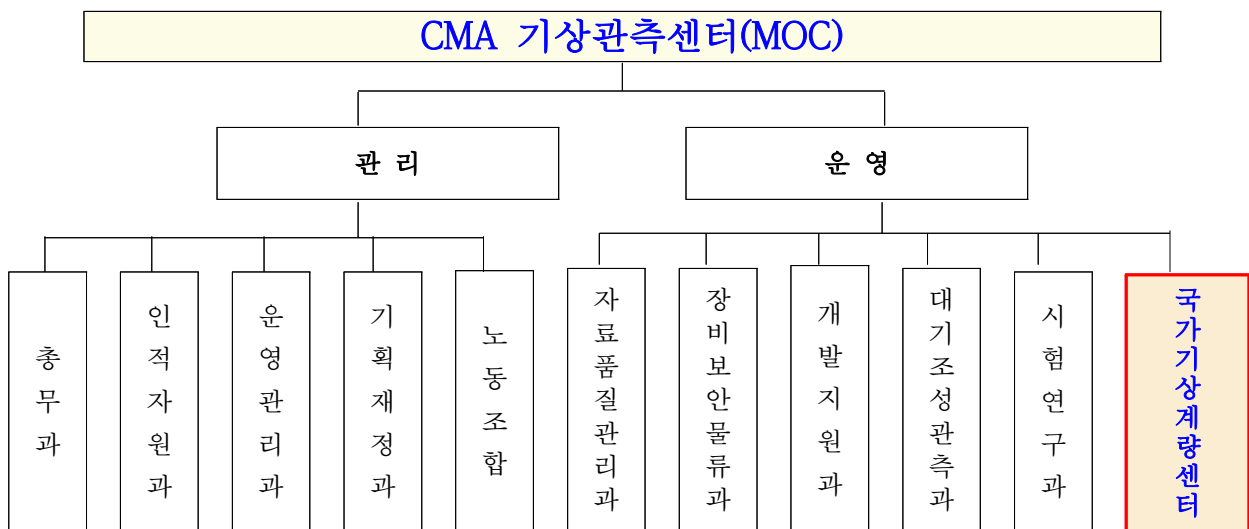 CMA 기상관측센터(MOC)
관 리
운 영
총무과
인적자원과
운영관리과
기획재정과
노동조합
자료품질관리과
장비보안물류과
개발지원과
대기조성관측과
시험연구과
국가기상계량센터